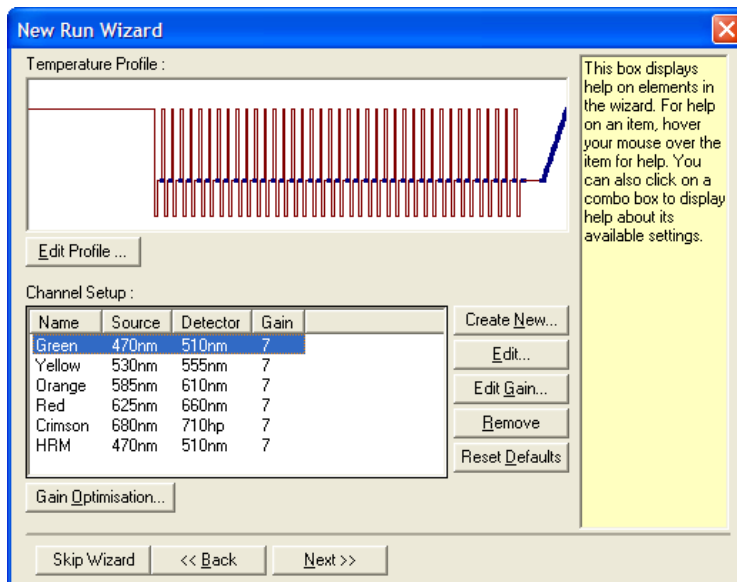 New Run Wizard
Temperature Profile :
This box displays
help on elements in
the wizard. For help
on an item, hover
your mouse over the
item for help. You
can also click on a
combo box to display
help about its
available settings.
Edit Profile ...
Channel Setup :
Name Source Detector Gain
Green 470nm 510nm 7
Yellow 530nm 555nm 7
Orange 585nm 610nm 7
Red 625nm 660nm 7
Crimson 680nm 710hp 7
HRM 470nm 510nm 7
Create New...
Edit...
Edit Gain...
Remove
Reset Defaults
Gain Optimisation...
Skip Wizard << Back Next >>